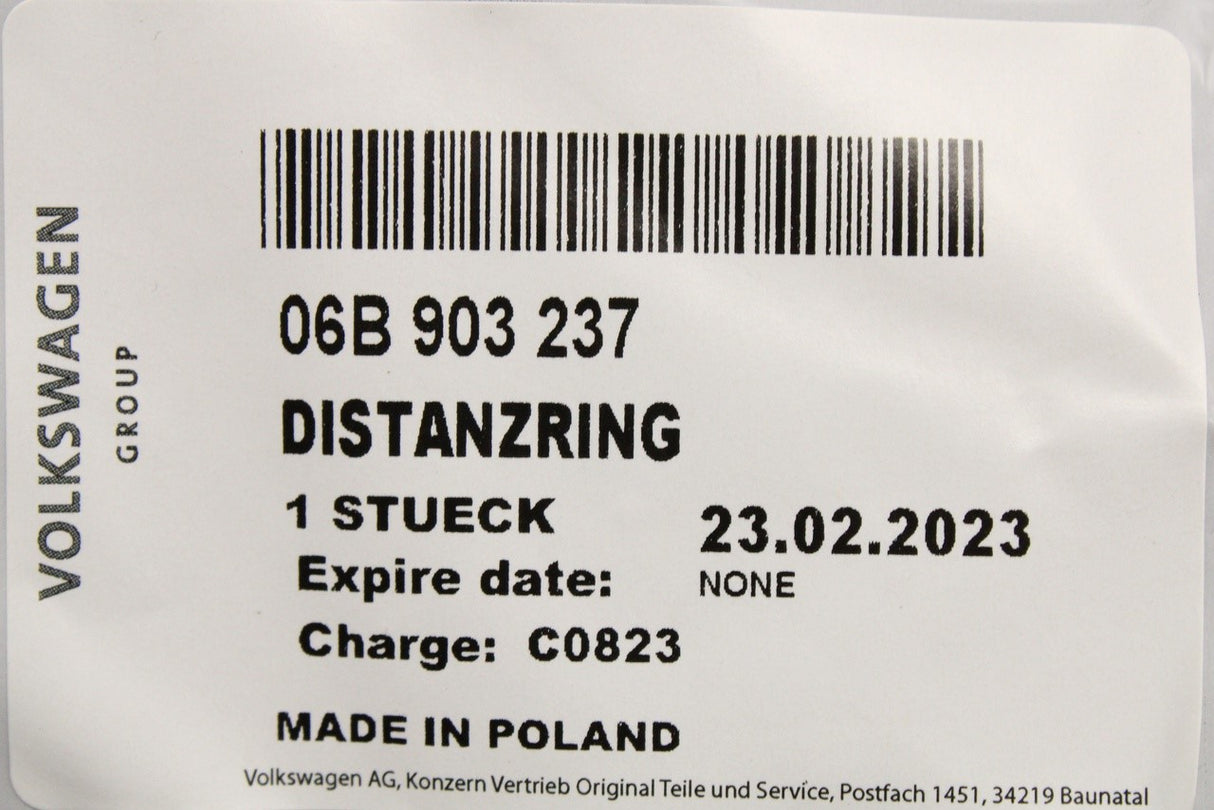 VOLKSWAGEN
GROUP
06B 903 237
DISTANZRING
1 STUECK 23.02.2023
Expire date: NONE
Charge: C0823
MADE IN POLAND
Volkswagen AG, Konzern Vertrieb Original Teile und Service, Postfach 1451, 34219 Baunatal